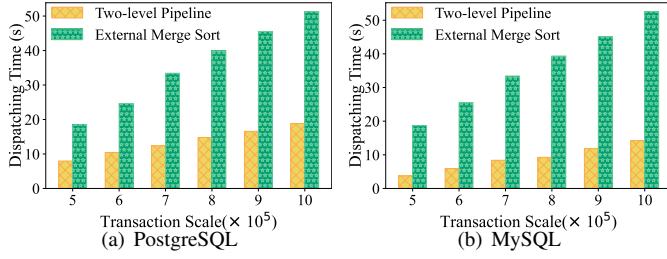 Two-level Pipeline
External Merge Sort
Dispatching Time (s)
50
40
30
20
10
0
5 6 7 8 9 10
Transaction Scale(× 10⁵)
(a) PostgreSQL
Two-level Pipeline
External Merge Sort
Dispatching Time (s)
50
40
30
20
10
0
5 6 7 8 9 10
Transaction Scale(× 10⁵)
(b) MySQL